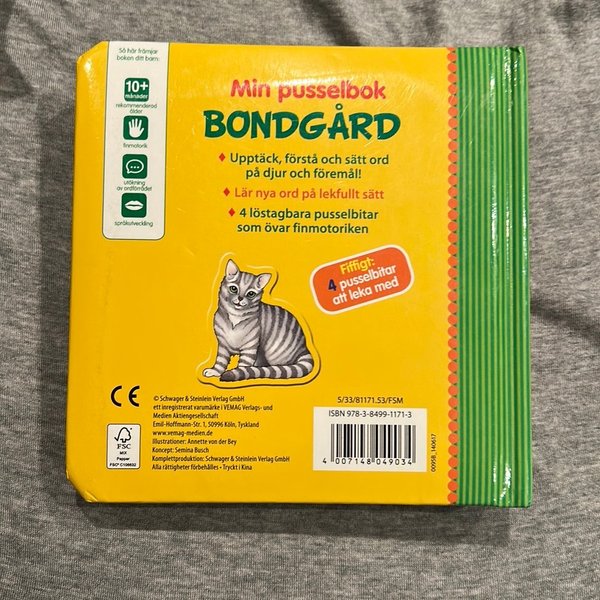 Så här främjar
boken ditt barn:
10+
månader
rekommenderad
ålder
finmotorik
utökning
av ordförrådet
språkutveckling
Min pusselbok
BONDGÅRD
Upptäck, förstå och sätt ord
på djur och föremål!
Lär nya ord på lekfullt sätt
4 löstagbara pusselbitar
som övar finmotoriken
Fiffigt:
4 pusselbitar
att leka med
CE
FSC
MIX
Papper
FSC® C109602
© Schwager & Steinlein Verlag GmbH
ett inregistrerat varumärke i VEMAG Verlags- und
Medien Aktiengesellschaft
Emil-Hoffmann-Str. 1, 50996 Köln, Tyskland
www.vemag-medien.de
Illustrationer: Annette von der Bey
Koncept: Semina Busch
Komplettproduktion: Schwager & Steinlein Verlag GmbH
Alla rättigheter förbehålles • Tryckt i Kina
5/33/81171.53/FSM
ISBN 978-3-8499-1171-3
4 007148 049034
00958_140617